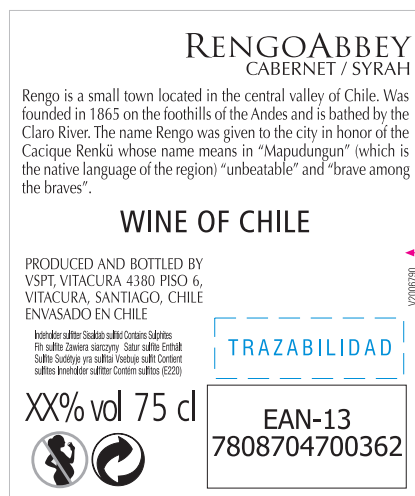 RENGOABBEY
CABERNET / SYRAH
Rengo is a small town located in the central valley of Chile. Was
founded in 1865 on the foothills of the Andes and is bathed by the
Claro River. The name Rengo was given to the city in honor of the
Cacique Renkü whose name means in “Mapudungun” (which is
the native language of the region) “unbeatable” and “brave among
the braves”.
WINE OF CHILE
PRODUCED AND BOTTLED BY
VSPT, VITACURA 4380 PISO 6,
VITACURA, SANTIAGO, CHILE
ENVASADO EN CHILE
Indeholder sulfitter Sisaldab sulfitid Contains Sulphites
Fih sulfite Zawiera siarczyny Satur sulfite Enthält
Sulfite Sudétyje yra sulfitai Vsebuje sulfit Contient
sulfites Inneholder sulfitter Contém sulfitos (E220)
V2006790
TRAZABILIDAD
XX% vol 75 cl
EAN-13
7808704700362